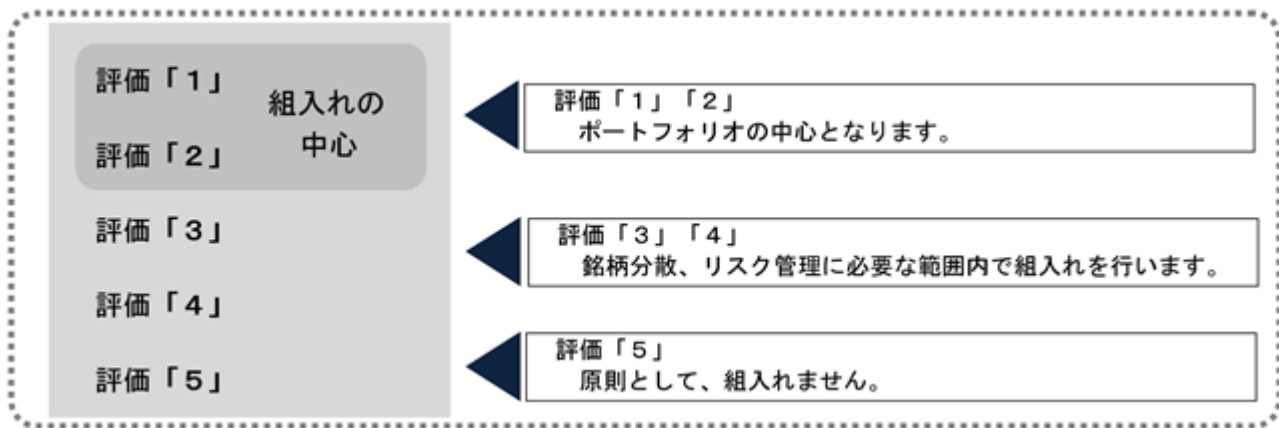 評価「１」
評価「２」
組入れの
中心
評価「３」
評価「４」
評価「５」
評価「１」「２」
ポートフォリオの中心となります。
評価「３」「４」
銘柄分散、リスク管理に必要な範囲内で組入れを行います。
評価「５」
原則として、組入れません。